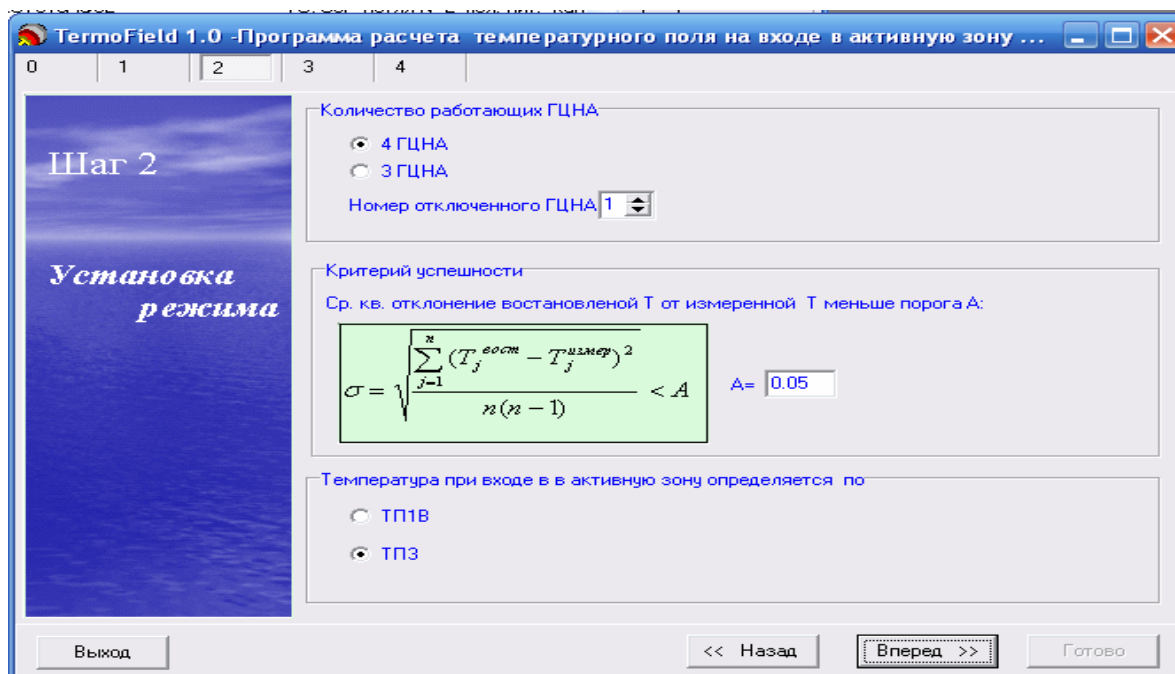 TermoField 1.0 -Программа расчета температурного поля на входе в активную зону ...
0 1 2 3 4
Шаг 2
Установка
режима
Количество работающих ГЦНА
4 ГЦНА
3 ГЦНА
Номер отключенного ГЦНА 1
Критерий успешности
Ср. кв. отклонение востановленой Т от измеренной Т меньше порога А:
σ = √(∑_{j=1}^{n} (T_j^{вост} − T_j^{измер})² / n(n − 1)) < A
A= 0.05
Температура при входе в в активную зону определяется по
ТП1В
ТП3
Выход
<< Назад
Вперед >>
Готово